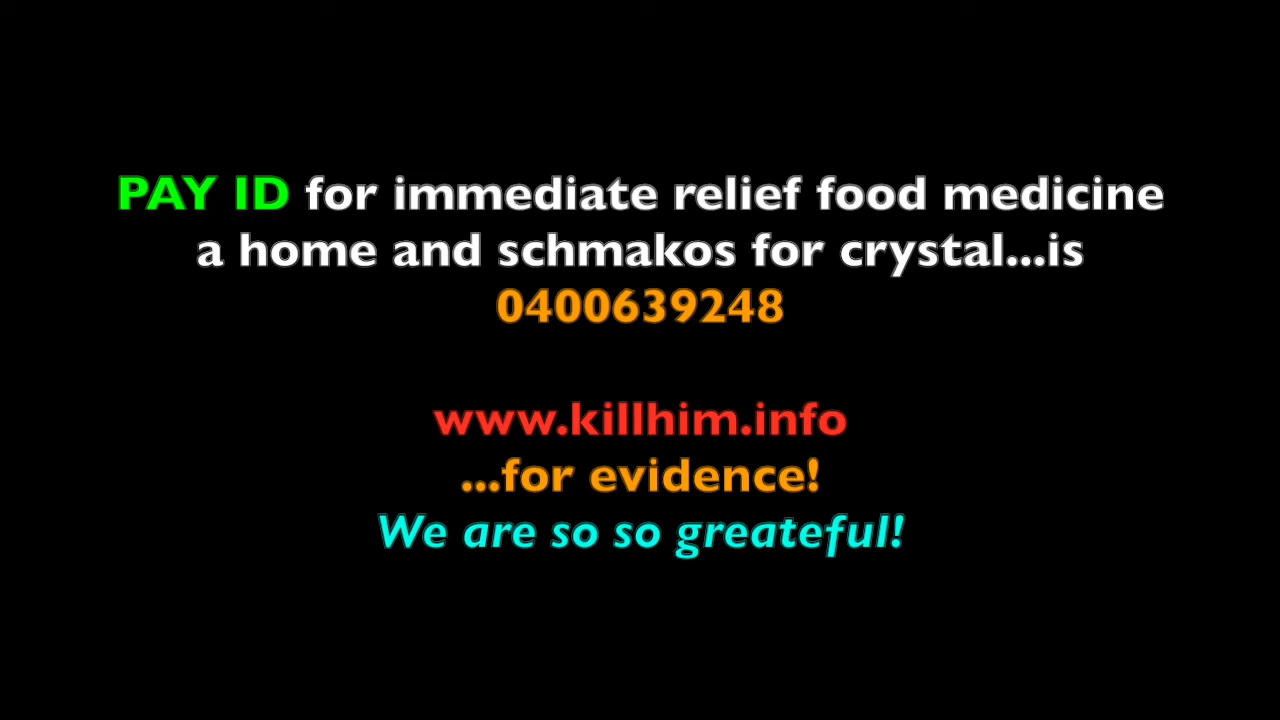 PAY ID for immediate relief food medicine
a home and schmakos for crystal...is
0400639248
www.killhim.info
...for evidence!
We are so so greateful!